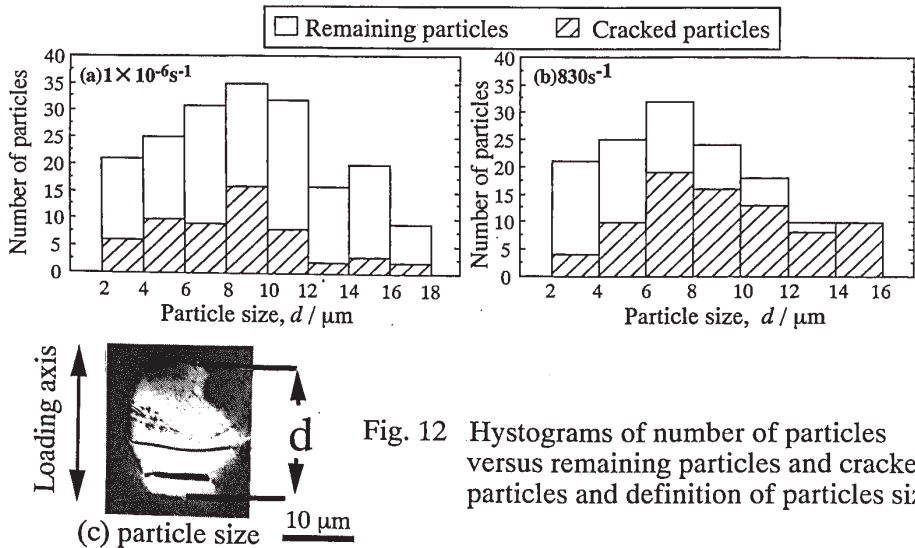 Remaining particles Cracked particles
(a)1×10-6s-1
Number of particles
40
35
30
25
20
15
10
5
0
2 4 6 8 10 12 14 16 18
Particle size, d / μm
(b)830s-1
Number of particles
40
35
30
25
20
15
10
5
0
2 4 6 8 10 12 14 16
Particle size, d / μm
Loading axis
d
(c) particle size
10 μm
Fig. 12 Hystograms of number of particles
versus remaining particles and cracke
particles and definition of particles siz